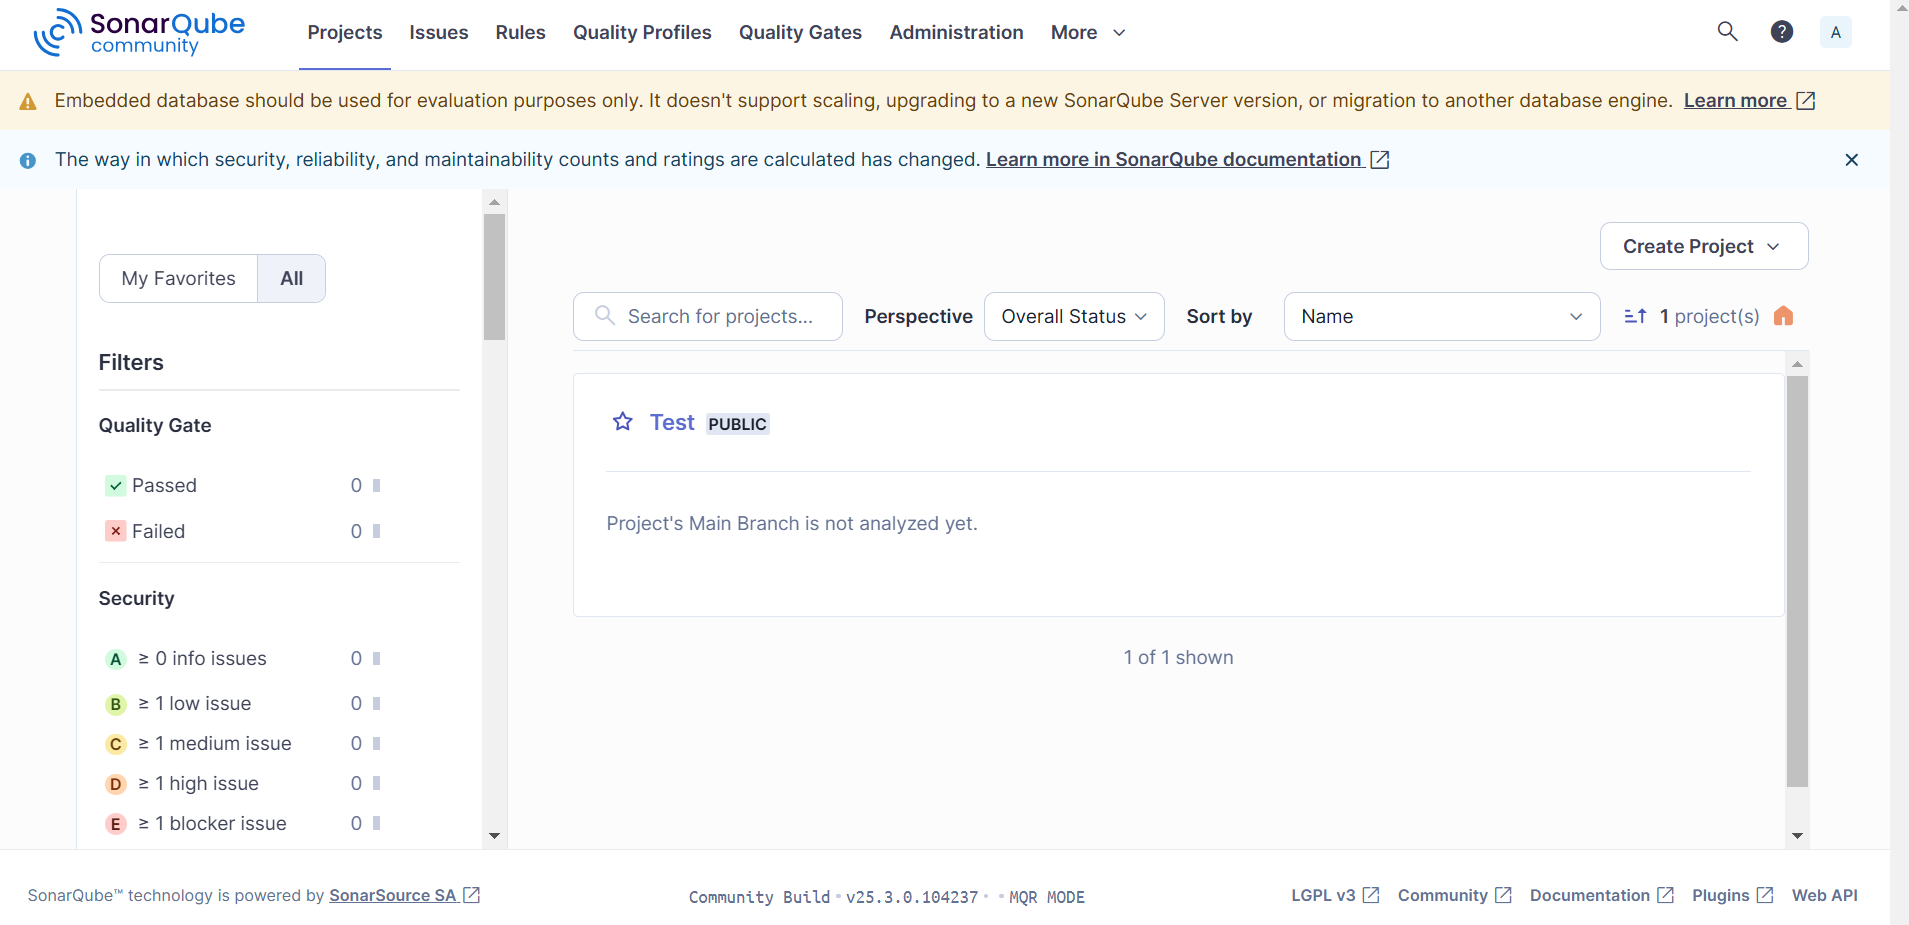 SonarQube
community
Projects Issues Rules Quality Profiles Quality Gates Administration More ? A
Embedded database should be used for evaluation purposes only. It doesn't support scaling, upgrading to a new SonarQube Server version, or migration to another database engine. Learn more
The way in which security, reliability, and maintainability counts and ratings are calculated has changed. Learn more in SonarQube documentation
My Favorites All
Filters
Quality Gate
Passed 0
Failed 0
Security
A ≥ 0 info issues 0
B ≥ 1 low issue 0
C ≥ 1 medium issue 0
D ≥ 1 high issue 0
E ≥ 1 blocker issue 0
Create Project
Search for projects... Perspective Overall Status Sort by Name 1 project(s)
Test PUBLIC
Project's Main Branch is not analyzed yet.
1 of 1 shown
SonarQube™ technology is powered by SonarSource SA
Community Build • v25.3.0.104237 • • MQR MODE
LGPL v3 Community Documentation Plugins Web API